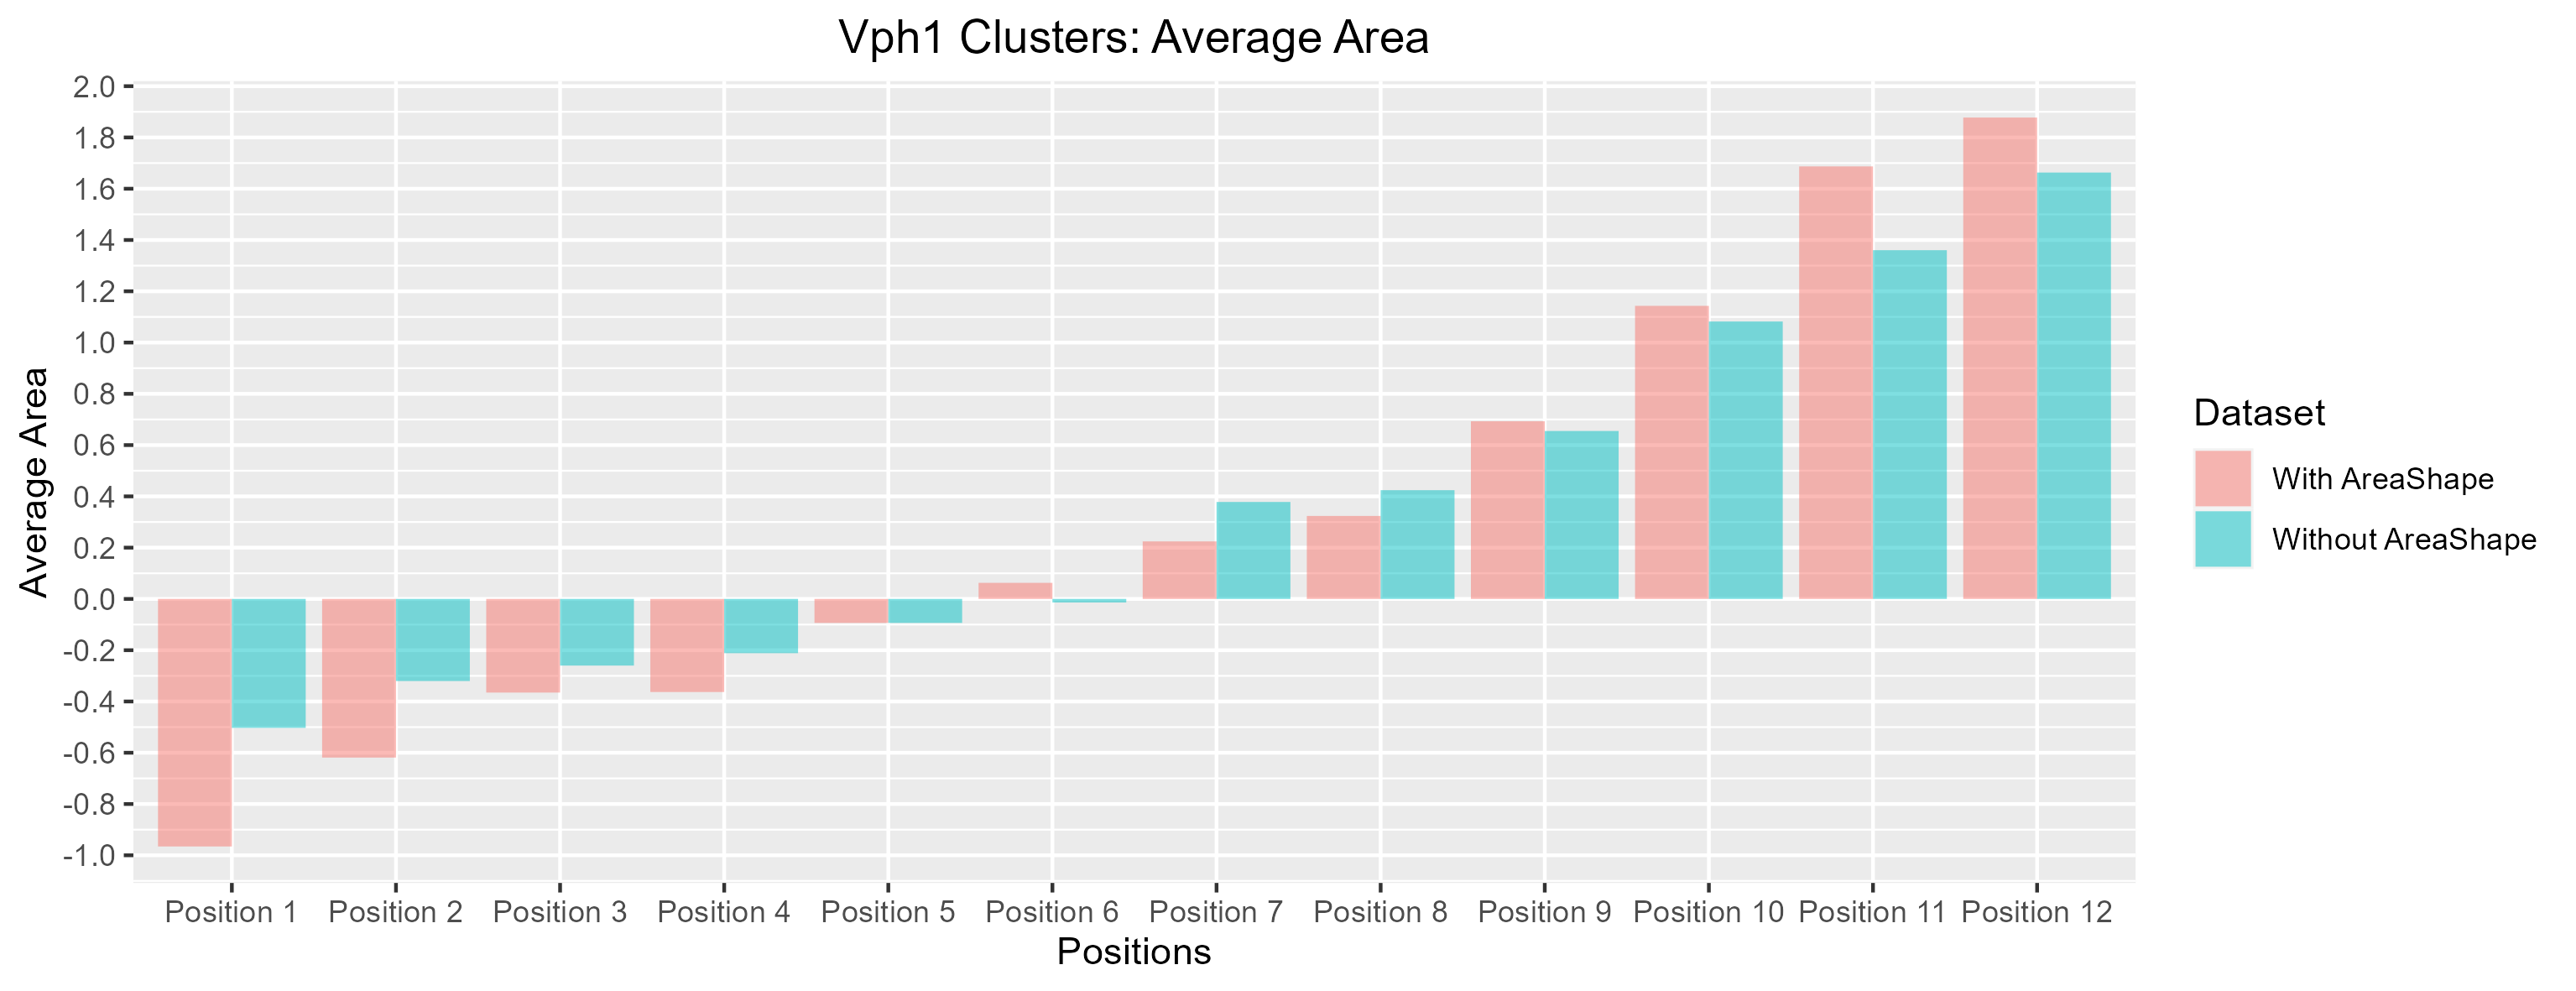 Vph1 Clusters: Average Area
Average Area
2.0
1.8
1.6
1.4
1.2
1.0
0.8
0.6
0.4
0.2
0.0
-0.2
-0.4
-0.6
-0.8
-1.0
Position 1 Position 2 Position 3 Position 4 Position 5 Position 6 Position 7 Position 8 Position 9 Position 10 Position 11 Position 12
Positions
Dataset
With AreaShape
Without AreaShape